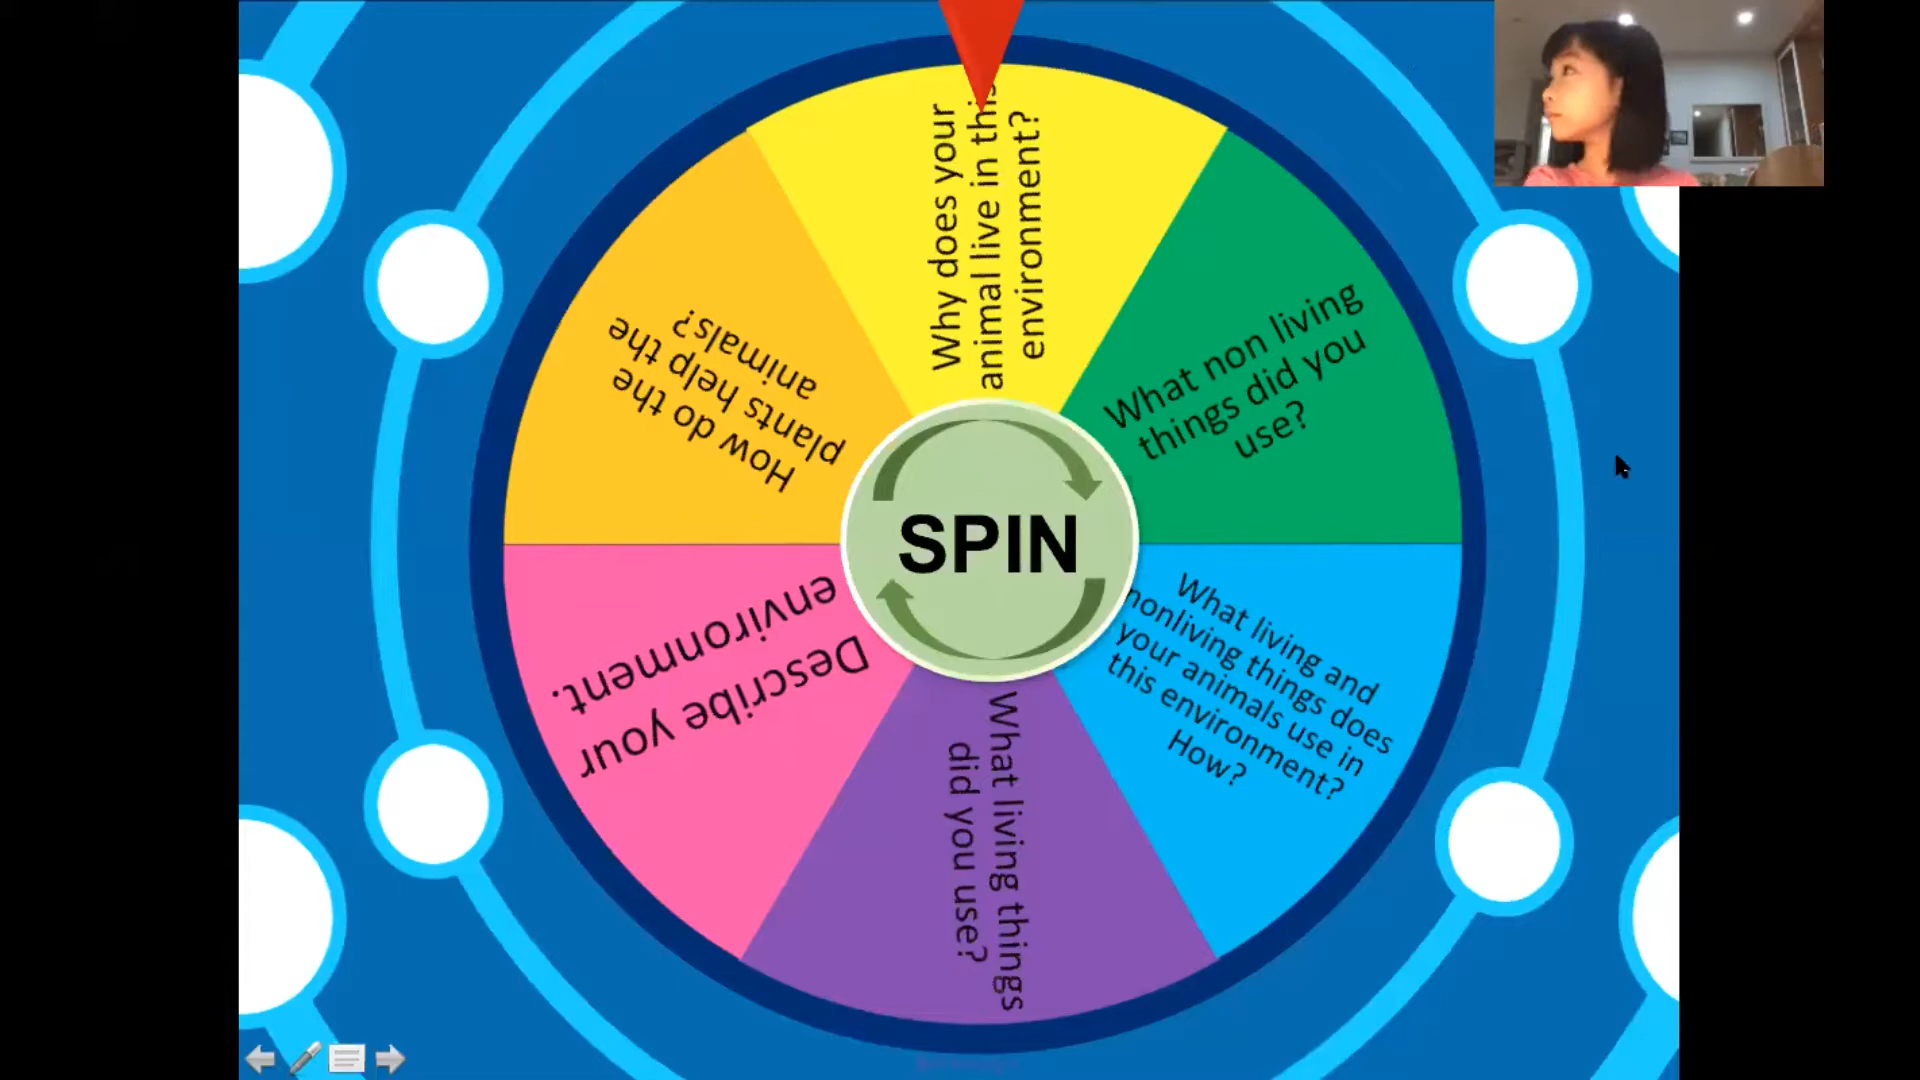 Why does your
animal live in this
environment?
What non living
things did you
use?
What living and
nonliving things does
your animals use in
this environment?
How?
What living things
did you use?
Describe your
environment.
How do the
plants help the
animals?
SPIN